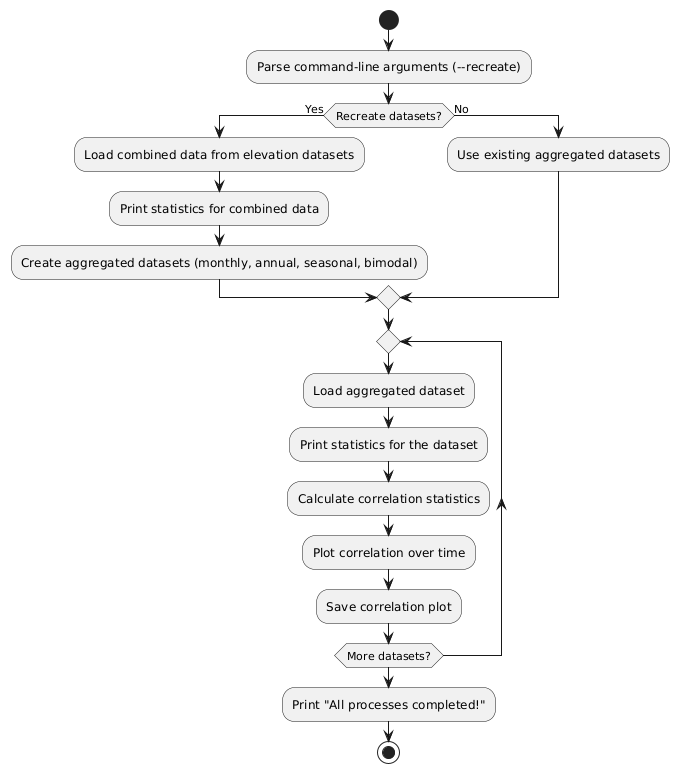 Parse command-line arguments (--recreate)
Yes
Recreate datasets?
No
Load combined data from elevation datasets
Use existing aggregated datasets
Print statistics for combined data
Create aggregated datasets (monthly, annual, seasonal, bimodal)
Load aggregated dataset
Print statistics for the dataset
Calculate correlation statistics
Plot correlation over time
Save correlation plot
More datasets?
Print "All processes completed!"